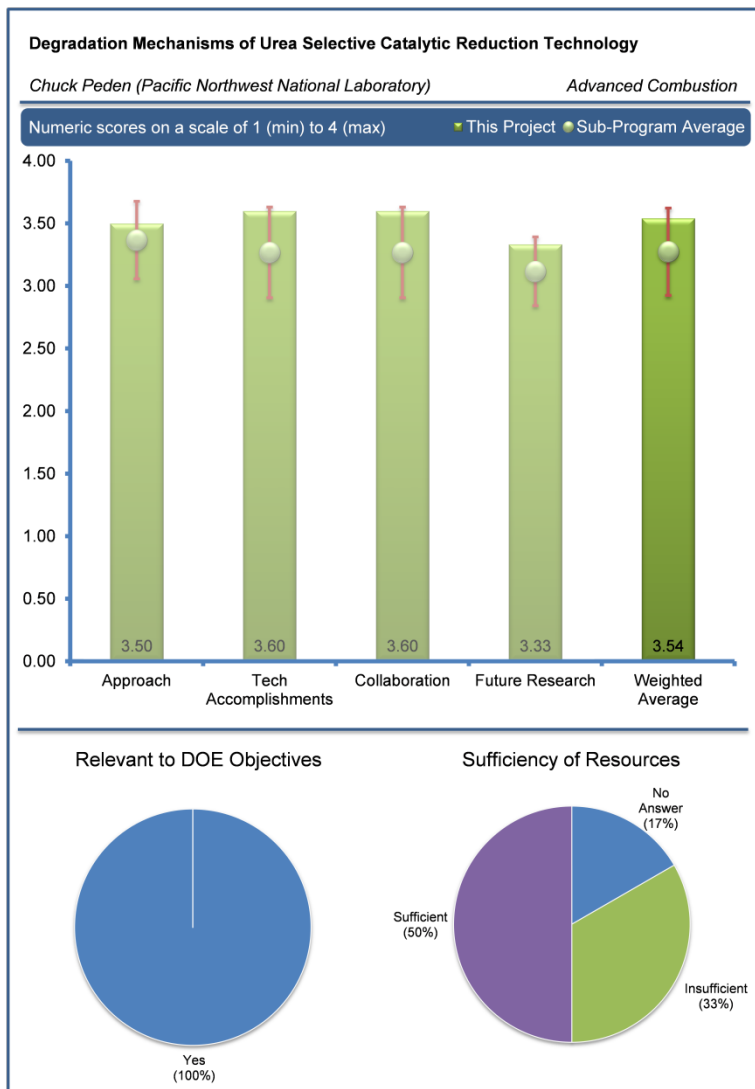 Degradation Mechanisms of Urea Selective Catalytic Reduction Technology
Chuck Peden (Pacific Northwest National Laboratory) Advanced Combustion
Numeric scores on a scale of 1 (min) to 4 (max) This Project Sub-Program Average
4.00
3.50
3.00
2.50
2.00
1.50
1.00
0.50
0.00
3.50 3.60 3.60 3.33 3.54
Approach Tech Collaboration Future Research Weighted
Accomplishments Average
Relevant to DOE Objectives Sufficiency of Resources
No
Answer
(17%)
Sufficient
(50%)
Insufficient
(33%)
Yes
(100%)